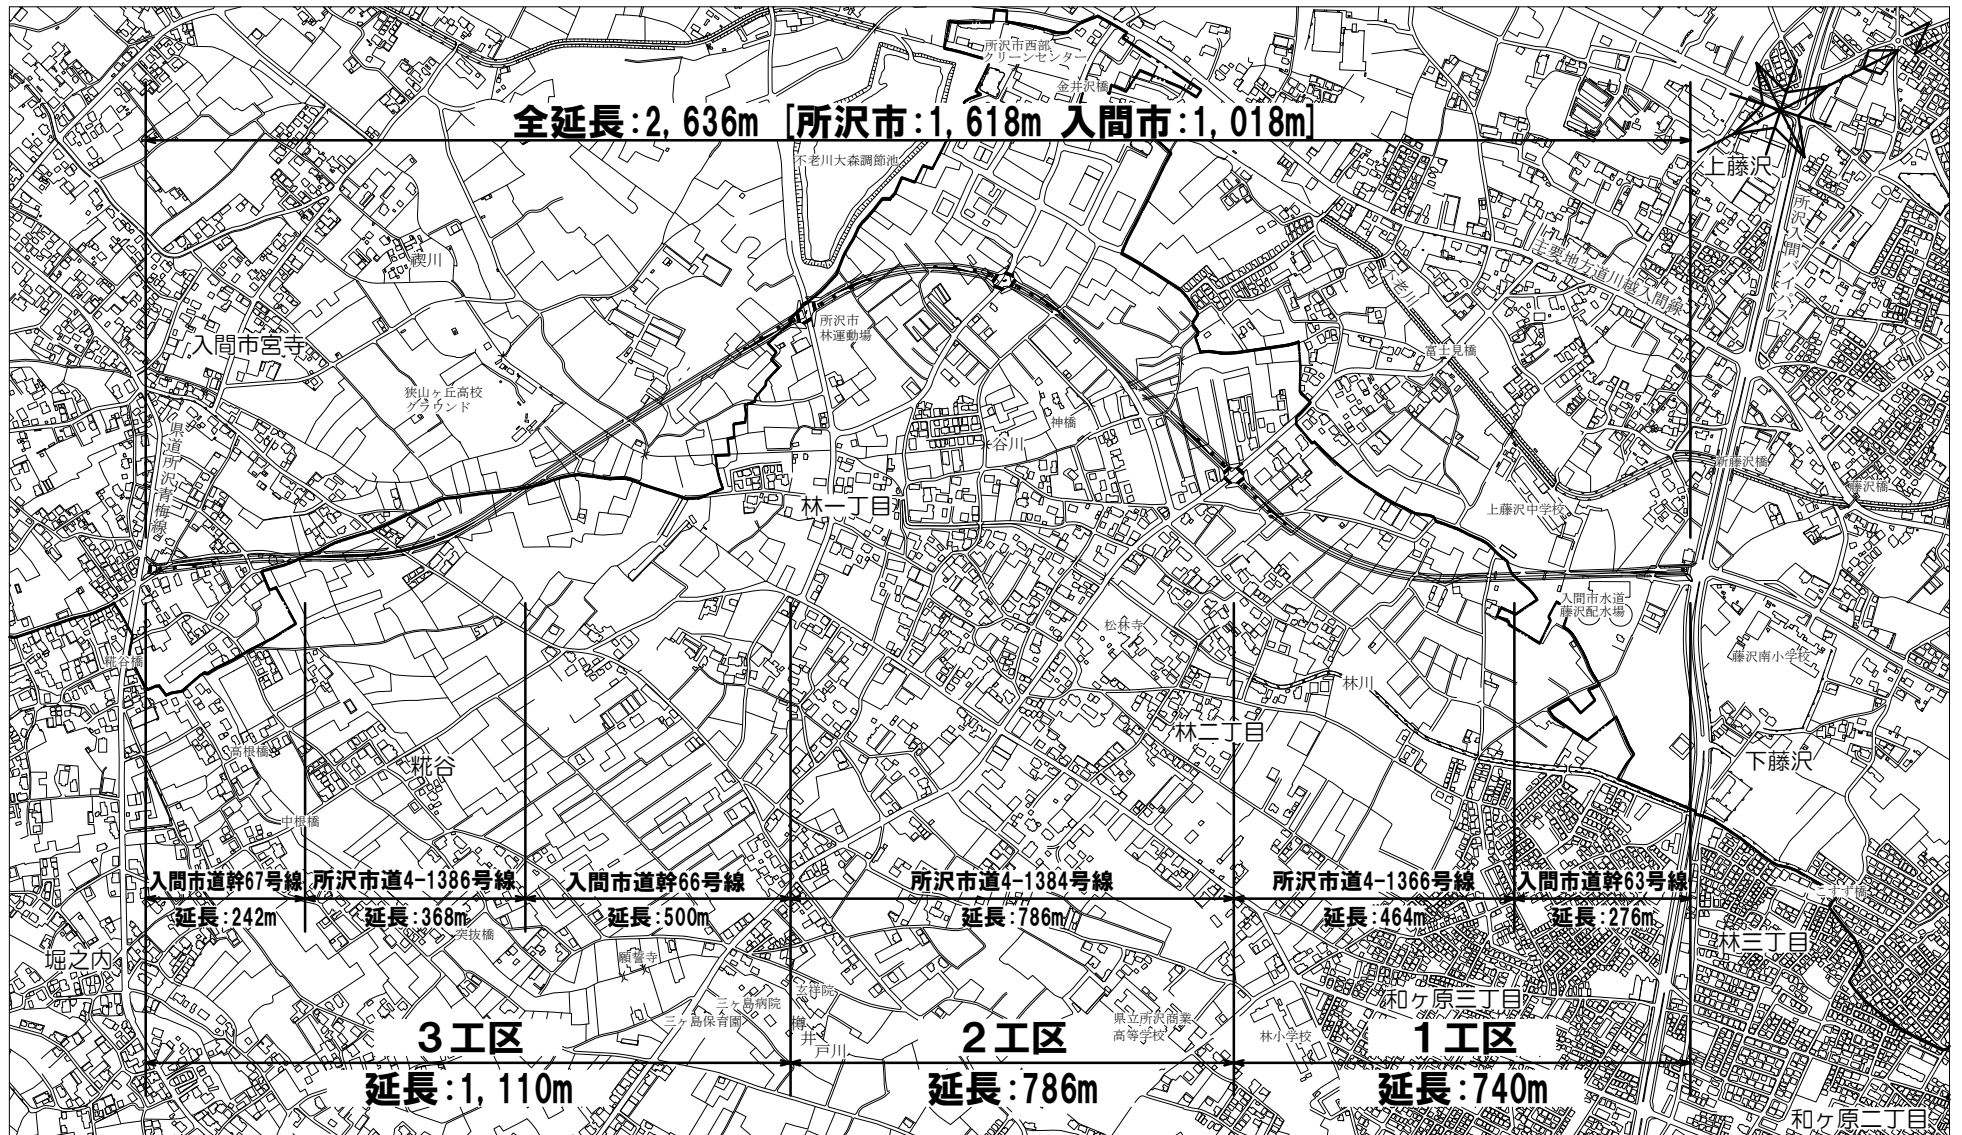 所沢市西部
クリーンセンター
金井沢橋
全延長:2,636m [所沢市:1,618m 入間市:1,018m]
不老川大森調節池
上藤沢
所沢入間バイパス
主要地方道川越入間線
不老川
禊川
入間市宮寺
所沢市
林運動場
富士見橋
狭山ヶ丘高校
グラウンド
県道所沢青梅線
神橋
谷川
新藤沢橋
藤沢橋
林一丁目
上藤沢中学校
入間市水道
藤沢配水場
松林寺
藤沢南小学校
糀谷橋
林川
林二丁目
高根橋
糀谷
下藤沢
中根橋
入間市道幹67号線
所沢市道4-1386号線
入間市道幹66号線
所沢市道4-1384号線
所沢市道4-1366号線
入間市道幹63号線
こすず橋
延長:242m
延長:368m
延長:500m
延長:786m
延長:464m
延長:276m
突抜橋
林三丁目
堀之内
願誓寺
玄祥院
三ヶ島病院
三ヶ島保育園
樽井戸川
和ヶ原三丁目
県立所沢商業
高等学校
林小学校
3工区
2工区
1工区
延長:1,110m
延長:786m
延長:740m
和ヶ原二丁目